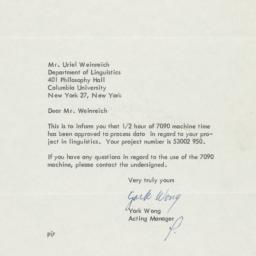 Mr. Uriel Weinreich
Department of Linguistics
401 Philosophy Hall
Columbia University
New York 27, New York
Dear Mr. Weinreich
This is to inform you that 1/2 hour of 7090 machine time
has been approved to process data in regard to your pro-
ject in linguistics. Your project number is 53002 950.
If you have any questions in regard to the use of the 7090
machine, please contact the undersigned.
Very truly yours
York Wong
York Wong
Acting Manager
P.
pjr